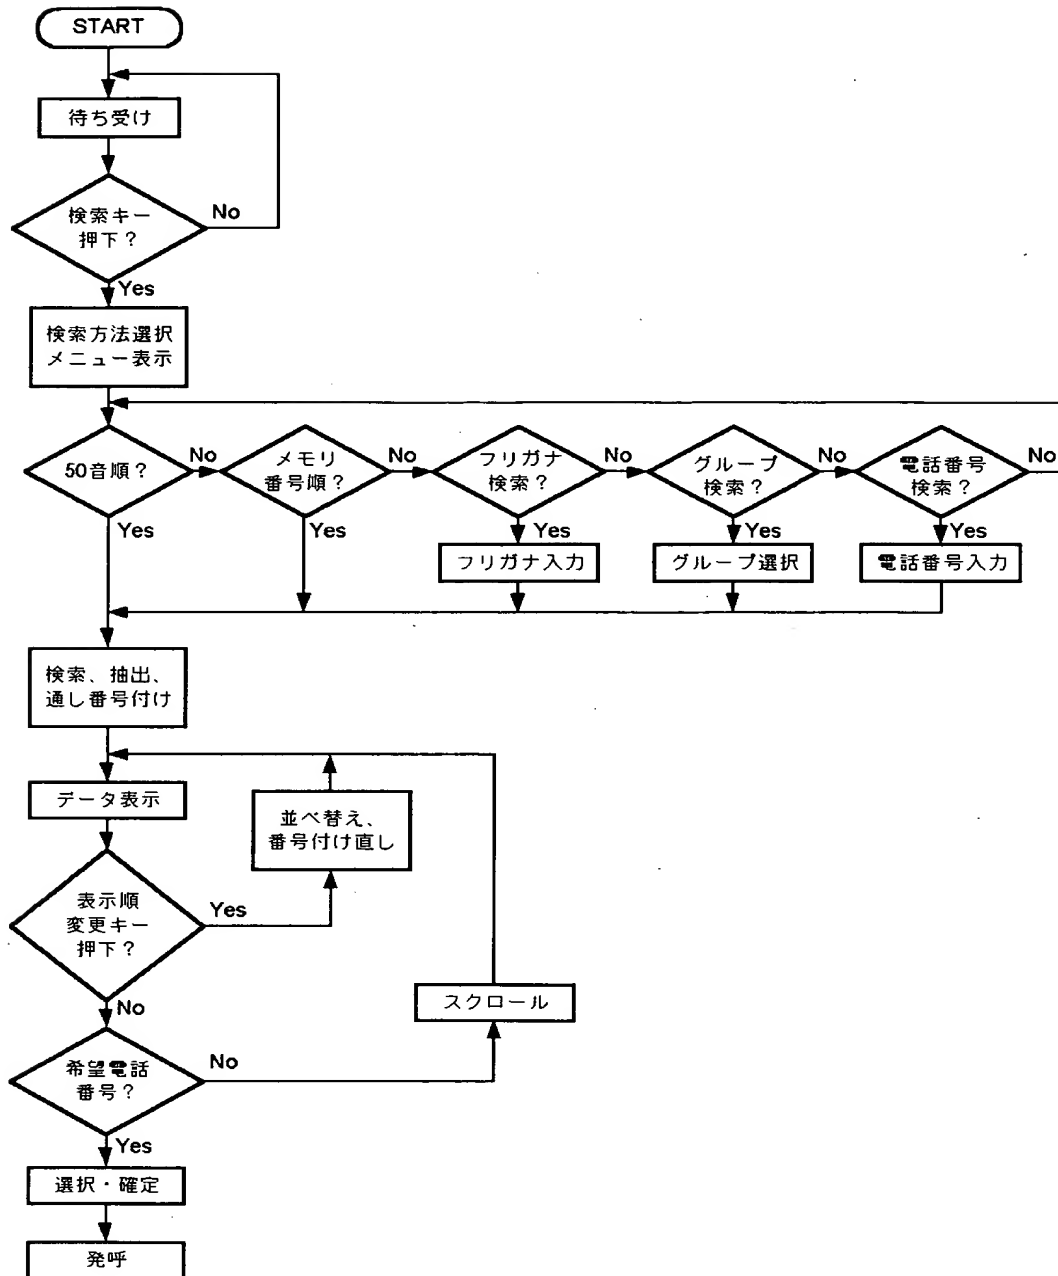 START
待ち受け
検索キー
押下？
No
Yes
検索方法選択
メニュー表示
50音順？
No
Yes
メモリ
番号順？
No
Yes
フリガナ
検索？
No
Yes
フリガナ入力
グループ
検索？
No
Yes
グループ選択
電話番号
検索？
No
Yes
電話番号入力
検索、抽出、
通し番号付け
データ表示
並べ替え、
番号付け直し
表示順
変更キー
押下？
Yes
No
スクロール
希望電話
番号？
No
Yes
選択・確定
発呼